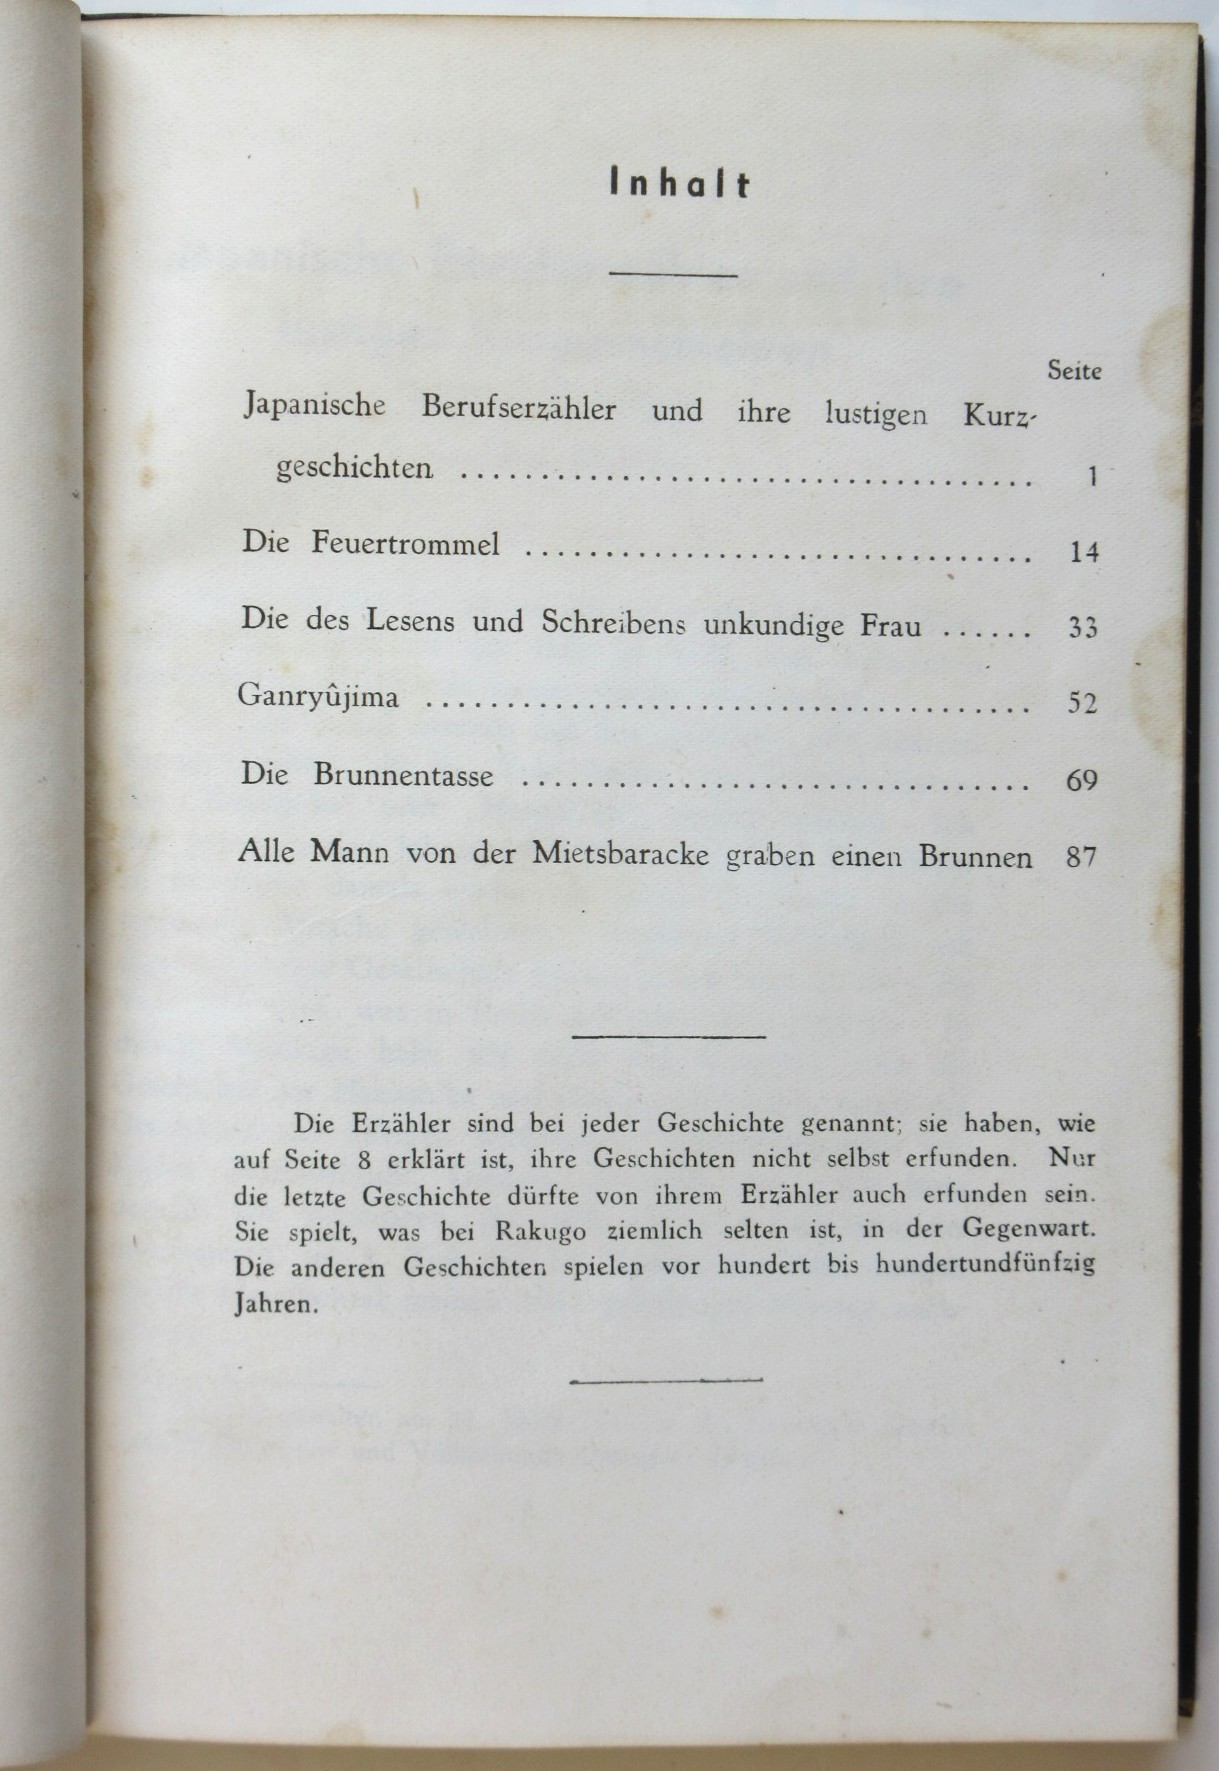 Inhalt
Seite
Japanische Berufserzähler und ihre lustigen Kurz-
geschichten .................................... 1
Die Feuertrommel ................................ 14
Die des Lesens und Schreibens unkundige Frau ...... 33
Ganryûjima ...................................... 52
Die Brunnentasse ................................ 69
Alle Mann von der Mietsbaracke graben einen Brunnen 87
Die Erzähler sind bei jeder Geschichte genannt; sie haben, wie
auf Seite 8 erklärt ist, ihre Geschichten nicht selbst erfunden. Nur
die letzte Geschichte dürfte von ihrem Erzähler auch erfunden sein.
Sie spielt, was bei Rakugo ziemlich selten ist, in der Gegenwart.
Die anderen Geschichten spielen vor hundert bis hundertundfünfzig
Jahren.